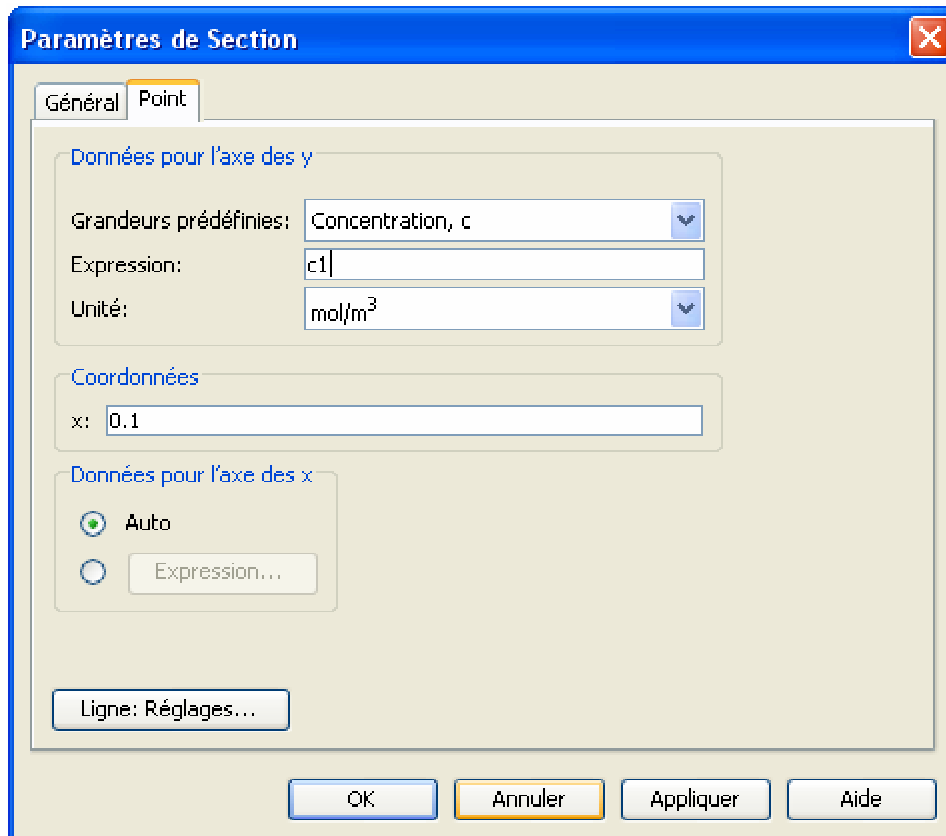 Paramètres de Section
Général Point
Données pour l'axe des y
Grandeurs prédéfinies: Concentration, c
Expression: c1
Unité: mol/m³
Coordonnées
x: 0.1
Données pour l'axe des x
Auto
Expression...
Ligne: Réglages...
OK Annuler Appliquer Aide